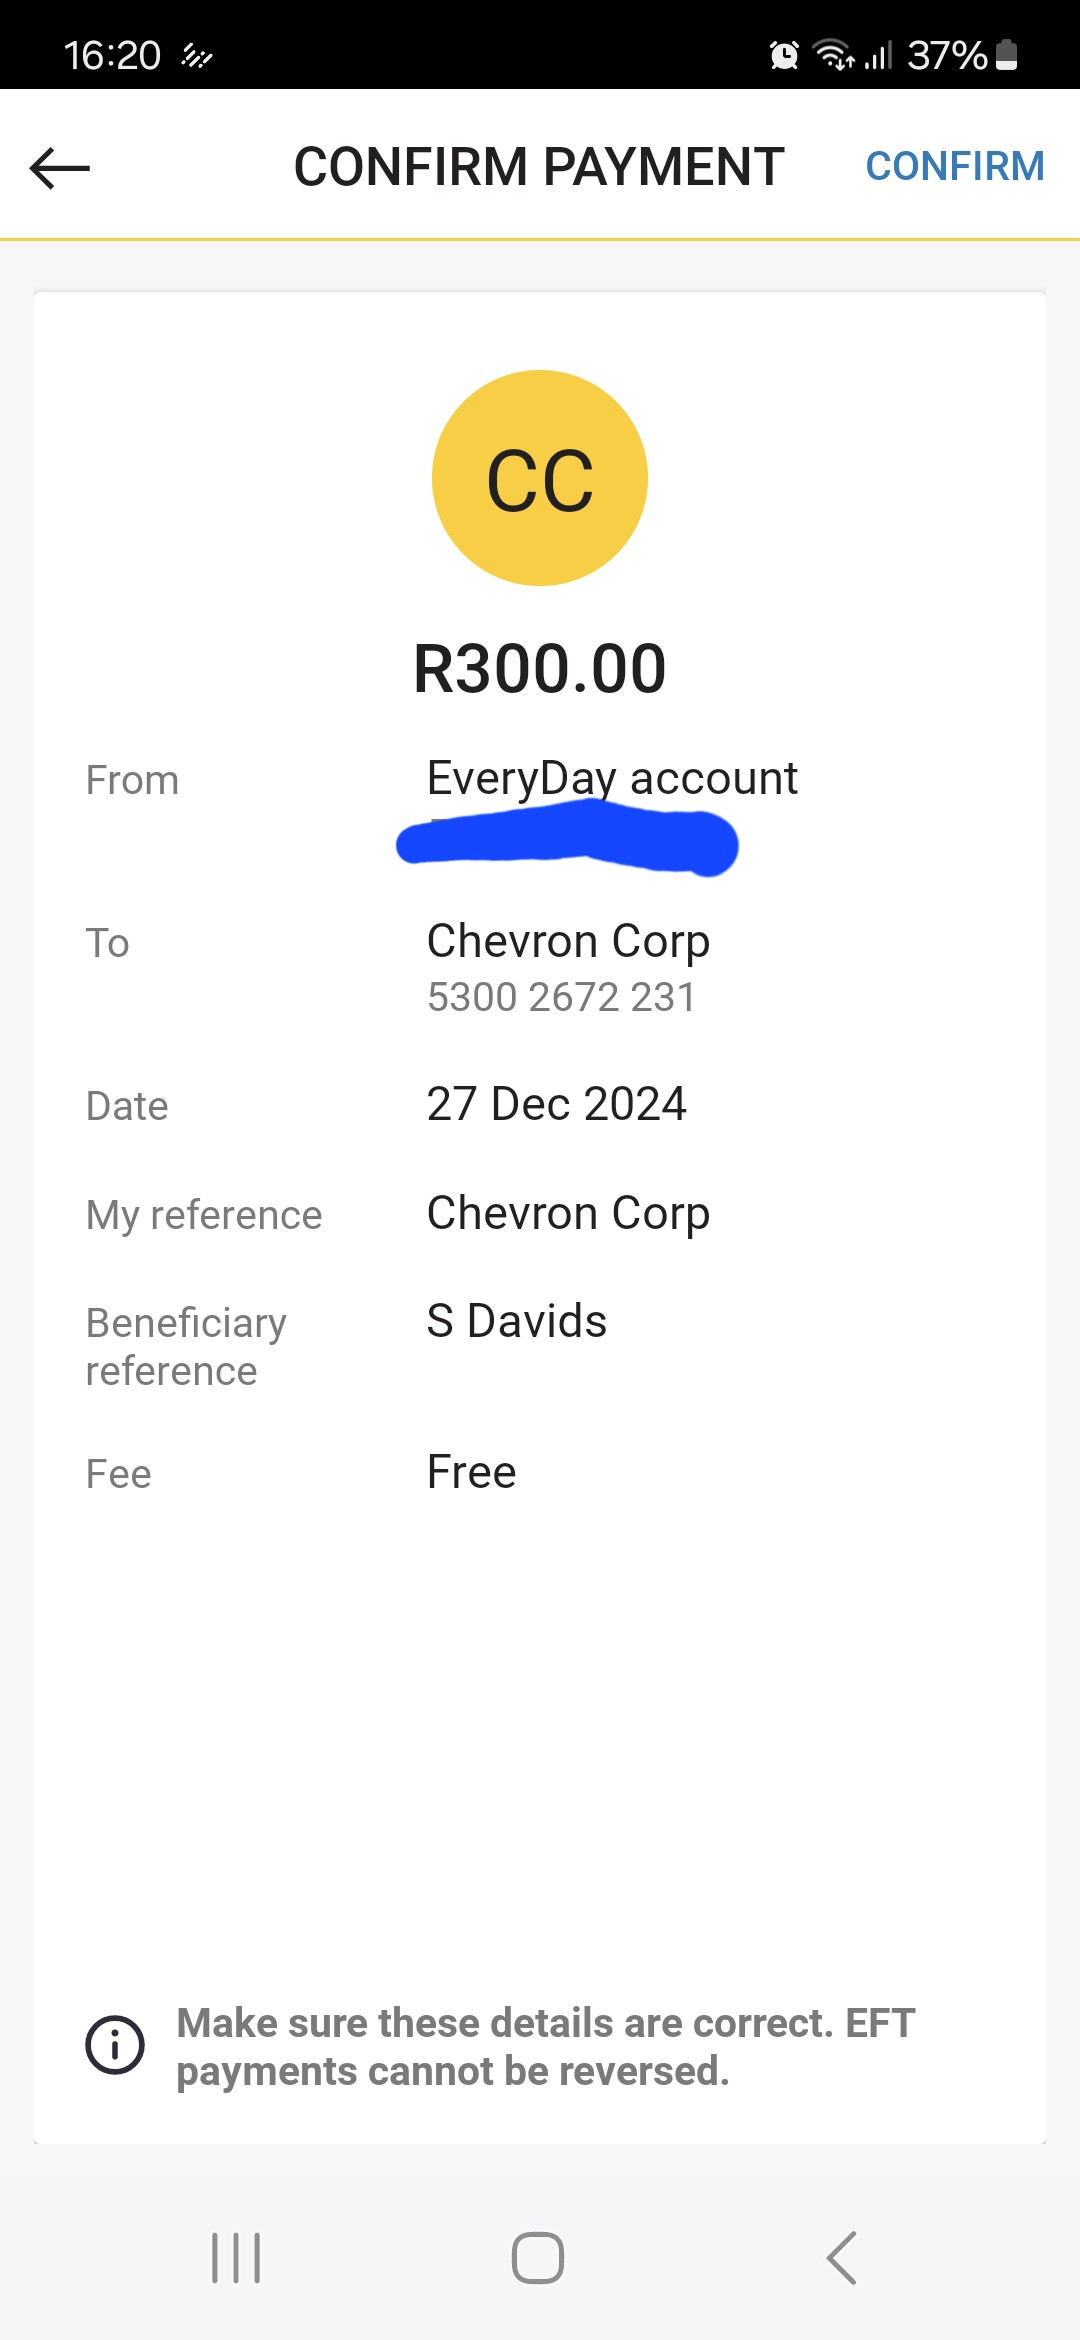 16:20
37%
CONFIRM PAYMENT
CONFIRM
CC
R300.00
From
EveryDay account
To
Chevron Corp
5300 2672 231
Date
27 Dec 2024
My reference
Chevron Corp
Beneficiary
reference
S Davids
Fee
Free
Make sure these details are correct. EFT
payments cannot be reversed.